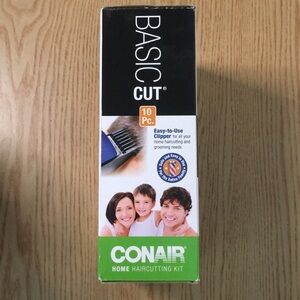 BASIC
CUT®
10
Pc.
Easy-to-Use
Clipper for all your
home haircutting and
grooming needs
CONAIR®
HOME HAIRCUTTING KIT